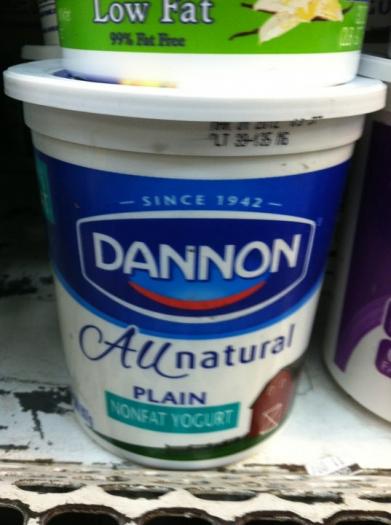 Low Fat
99% Fat Free
SINCE 1942
DANNON
All natural
PLAIN
NONFAT YOGURT